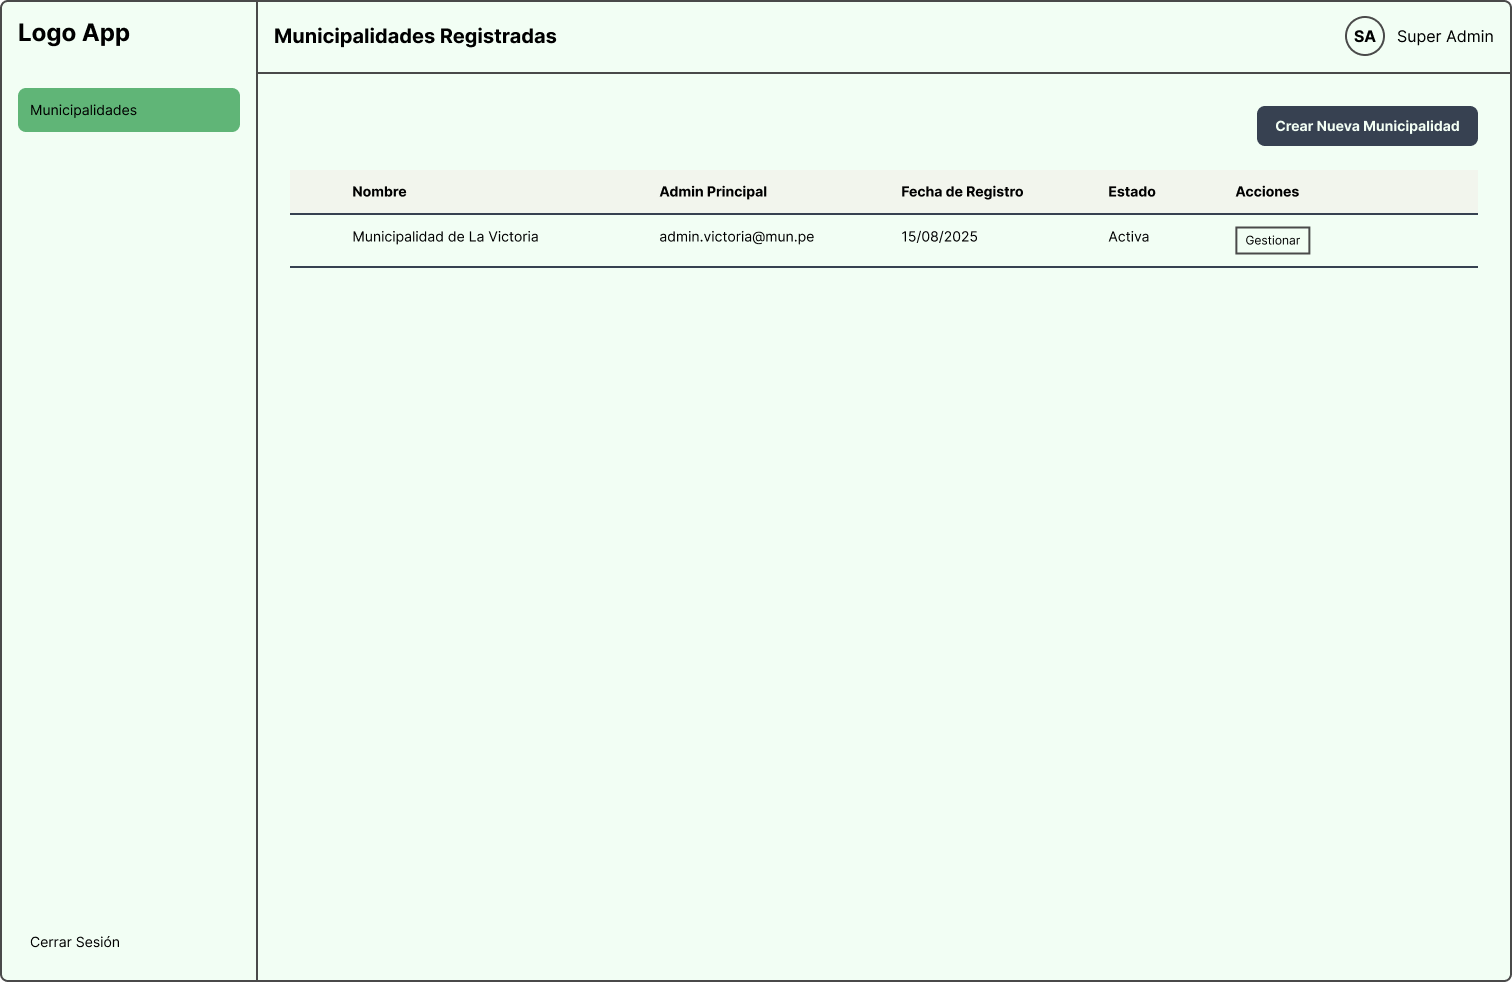 Logo App
Municipalidades Registradas
SA Super Admin
Municipalidades
Crear Nueva Municipalidad
Nombre Admin Principal Fecha de Registro Estado Acciones
Municipalidad de La Victoria admin.victoria@mun.pe 15/08/2025 Activa Gestionar
Cerrar Sesión